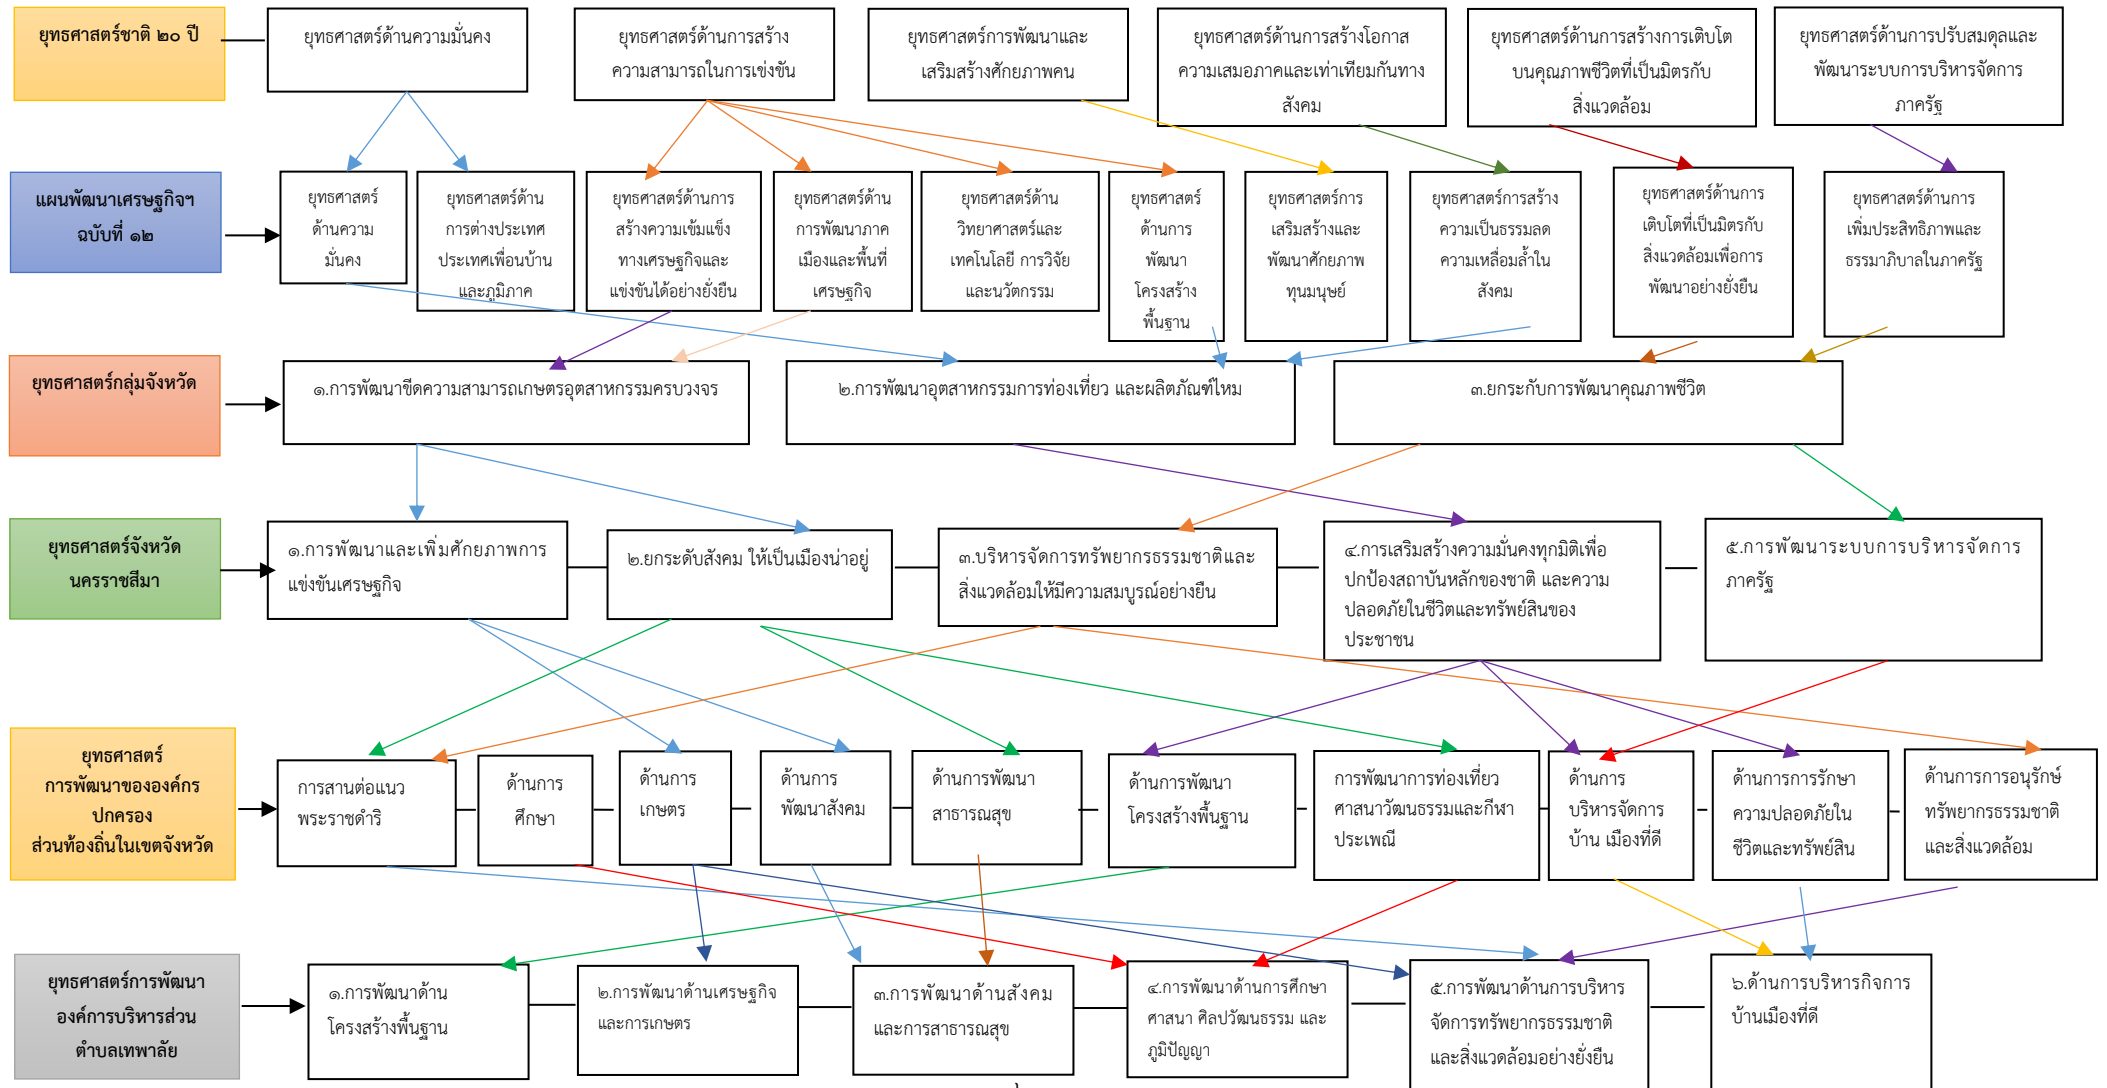 ยุทธศาสตร์ชาติ ๒๐ ปี
ยุทธศาสตร์ด้านความมั่นคง
ยุทธศาสตร์ด้านการสร้าง
ความสามารถในการเข่งขัน
ยุทธศาสตร์การพัฒนาและ
เสริมสร้างศักยภาพคน
ยุทธศาสตร์ด้านการสร้างโอกาส
ความเสมอภาคและเท่าเทียมกันทาง
สังคม
ยุทธศาสตร์ด้านการสร้างการเติบโต
บนคุณภาพชีวิตที่เป็นมิตรกับ
สิ่งแวดล้อม
ยุทธศาสตร์ด้านการปรับสมดุลและ
พัฒนาระบบการบริหารจัดการ
ภาครัฐ
แผนพัฒนาเศรษฐกิจฯ
ฉบับที่ ๑๒
ยุทธศาสตร์
ด้านความ
มั่นคง
ยุทธศาสตร์ด้าน
การต่างประเทศ
ประเทศเพื่อนบ้าน
และภูมิภาค
ยุทธศาสตร์ด้านการ
สร้างความเข้มแข็ง
ทางเศรษฐกิจและ
แข่งขันได้อย่างยั่งยืน
ยุทธศาสตร์ด้าน
การพัฒนาภาค
เมืองและพื้นที่
เศรษฐกิจ
ยุทธศาสตร์ด้าน
วิทยาศาสตร์และ
เทคโนโลยี การวิจัย
และนวัตกรรม
ยุทธศาสตร์
ด้านการ
พัฒนา
โครงสร้าง
พื้นฐาน
ยุทธศาสตร์การ
เสริมสร้างและ
พัฒนาศักยภาพ
ทุนมนุษย์
ยุทธศาสตร์การสร้าง
ความเป็นธรรมลด
ความเหลื่อมล้ำใน
สังคม
ยุทธศาสตร์ด้านการ
เติบโตที่เป็นมิตรกับ
สิ่งแวดล้อมเพื่อการ
พัฒนาอย่างยั่งยืน
ยุทธศาสตร์ด้านการ
เพิ่มประสิทธิภาพและ
ธรรมาภิบาลในภาครัฐ
ยุทธศาสตร์กลุ่มจังหวัด
๑.การพัฒนาขีดความสามารถเกษตรอุตสาหกรรมครบวงจร
๒.การพัฒนาอุตสาหกรรมการท่องเที่ยว และผลิตภัณฑ์ไหม
๓.ยกระกับการพัฒนาคุณภาพชีวิต
ยุทธศาสตร์จังหวัด
นครราชสีมา
๑.การพัฒนาและเพิ่มศักยภาพการ
แข่งขันเศรษฐกิจ
๒.ยกระดับสังคม ให้เป็นเมืองน่าอยู่
๓.บริหารจัดการทรัพยากรธรรมชาติและ
สิ่งแวดล้อมให้มีความสมบูรณ์อย่างยืน
๔.การเสริมสร้างความมั่นคงทุกมิติเพื่อ
ปกป้องสถาบันหลักของชาติ และความ
ปลอดภัยในชีวิตและทรัพย์สินของ
ประชาชน
๕.การพัฒนาระบบการบริหารจัดการ
ภาครัฐ
ยุทธศาสตร์
การพัฒนาขององค์กร
ปกครอง
ส่วนท้องถิ่นในเขตจังหวัด
การสานต่อแนว
พระราชดำริ
ด้านการ
ศึกษา
ด้านการ
เกษตร
ด้านการ
พัฒนาสังคม
ด้านการพัฒนา
สาธารณสุข
ด้านการพัฒนา
โครงสร้างพื้นฐาน
การพัฒนาการท่องเที่ยว
ศาสนาวัฒนธรรมและกีฬา
ประเพณี
ด้านการ
บริหารจัดการ
บ้าน เมืองที่ดี
ด้านการการรักษา
ความปลอดภัยใน
ชีวิตและทรัพย์สิน
ด้านการการอนุรักษ์
ทรัพยากรธรรมชาติ
และสิ่งแวดล้อม
ยุทธศาสตร์การพัฒนา
องค์การบริหารส่วน
ตำบลเทพาลัย
๑.การพัฒนาด้าน
โครงสร้างพื้นฐาน
๒.การพัฒนาด้านเศรษฐกิจ
และการเกษตร
๓.การพัฒนาด้านสังคม
และการสาธารณสุข
๔.การพัฒนาด้านการศึกษา
ศาสนา ศิลปวัฒนธรรม และ
ภูมิปัญญา
๕.การพัฒนาด้านการบริหาร
จัดการทรัพยากรธรรมชาติ
และสิ่งแวดล้อมอย่างยั่งยืน
๖.ด้านการบริหารกิจการ
บ้านเมืองที่ดี